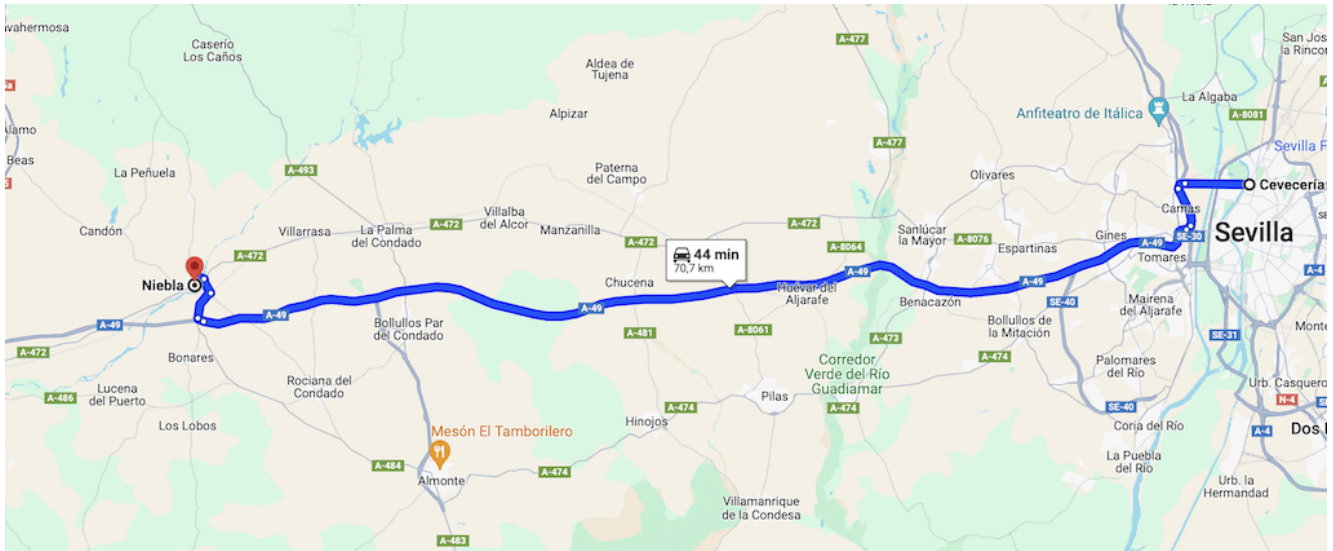 avahermosa
Caserío
Los Caños
A-477
Aldea de
Tujena
San Jos
la Rincon
La Algaba
Alpizar
Anfiteatro de Itálica
A-8081
Álamo
Beas
A-477
Sevilla F
La Peñuela
A-493
Paterna
del Campo
Olivares
Cevecería
Camas
Candón
Villarrasa
La Palma
del Condado
A-472
Villalba
del Alcor
Manzanilla
A-472
A-472
Sanlúcar
la Mayor
A-8064
A-8076
Espartinas
Gines
A-49
SE-30
Sevilla
Tomares
A-472
Niebla
44 min
70,7 km
Chucena
A-49
Huévar del
Aljarafe
Benacazón
A-49
SE-40
A-4
Mairena
del Aljarafe
A-49
A-49
Bollullos Par
del Condado
A-49
A-481
A-8061
A-473
Bollullos de
la Mitación
SE-31
Monte
A-472
Bonares
A-474
Corredor
Verde del Río
Guadiamar
Palomares
del Río
Rociana del
Condado
Lucena
del Puerto
A-486
Pilas
A-474
A-474
SE-40
Urb. Casquero
N-4
Los Lobos
Hinojos
Coria del Río
A-4
Dos
Mesón El Tamborilero
A-484
A-474
Almonte
La Puebla
del Río
Urb. la
Hermandad
Villamanrique
de la Condesa
A-483